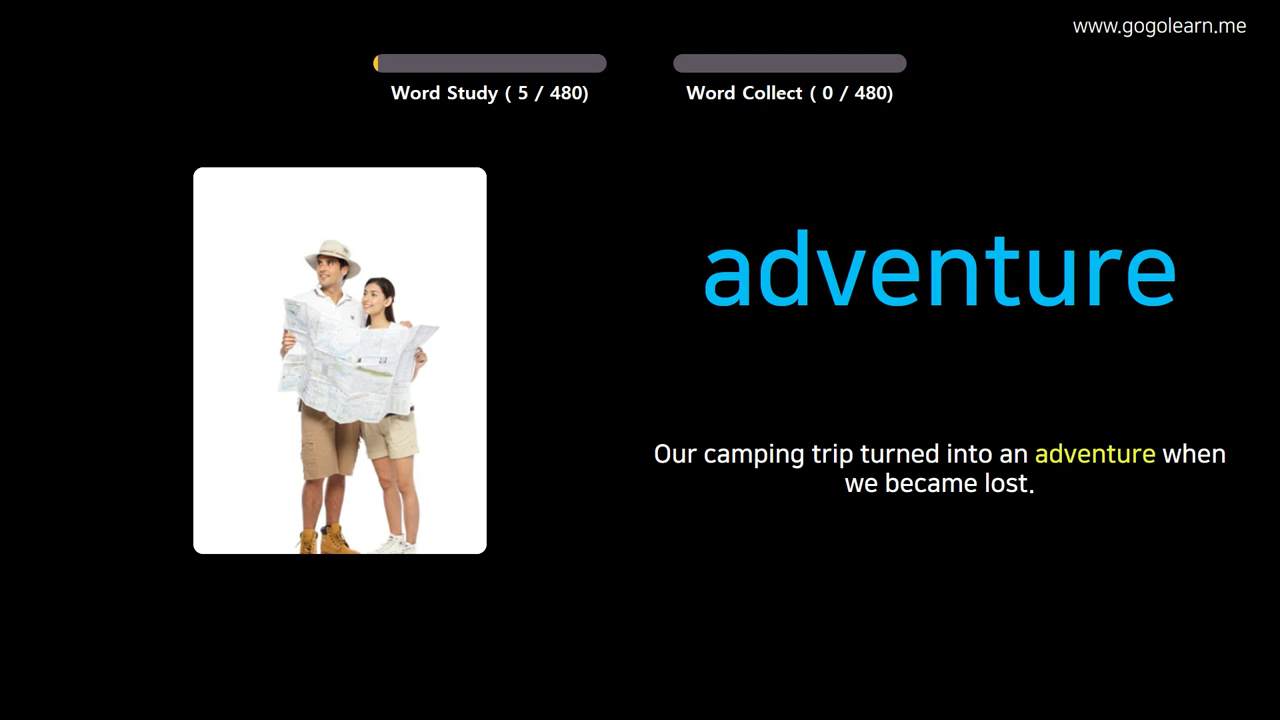 www.gogolearn.me
Word Study ( 5 / 480)
Word Collect ( 0 / 480)
adventure
Our camping trip turned into an adventure when
we became lost.